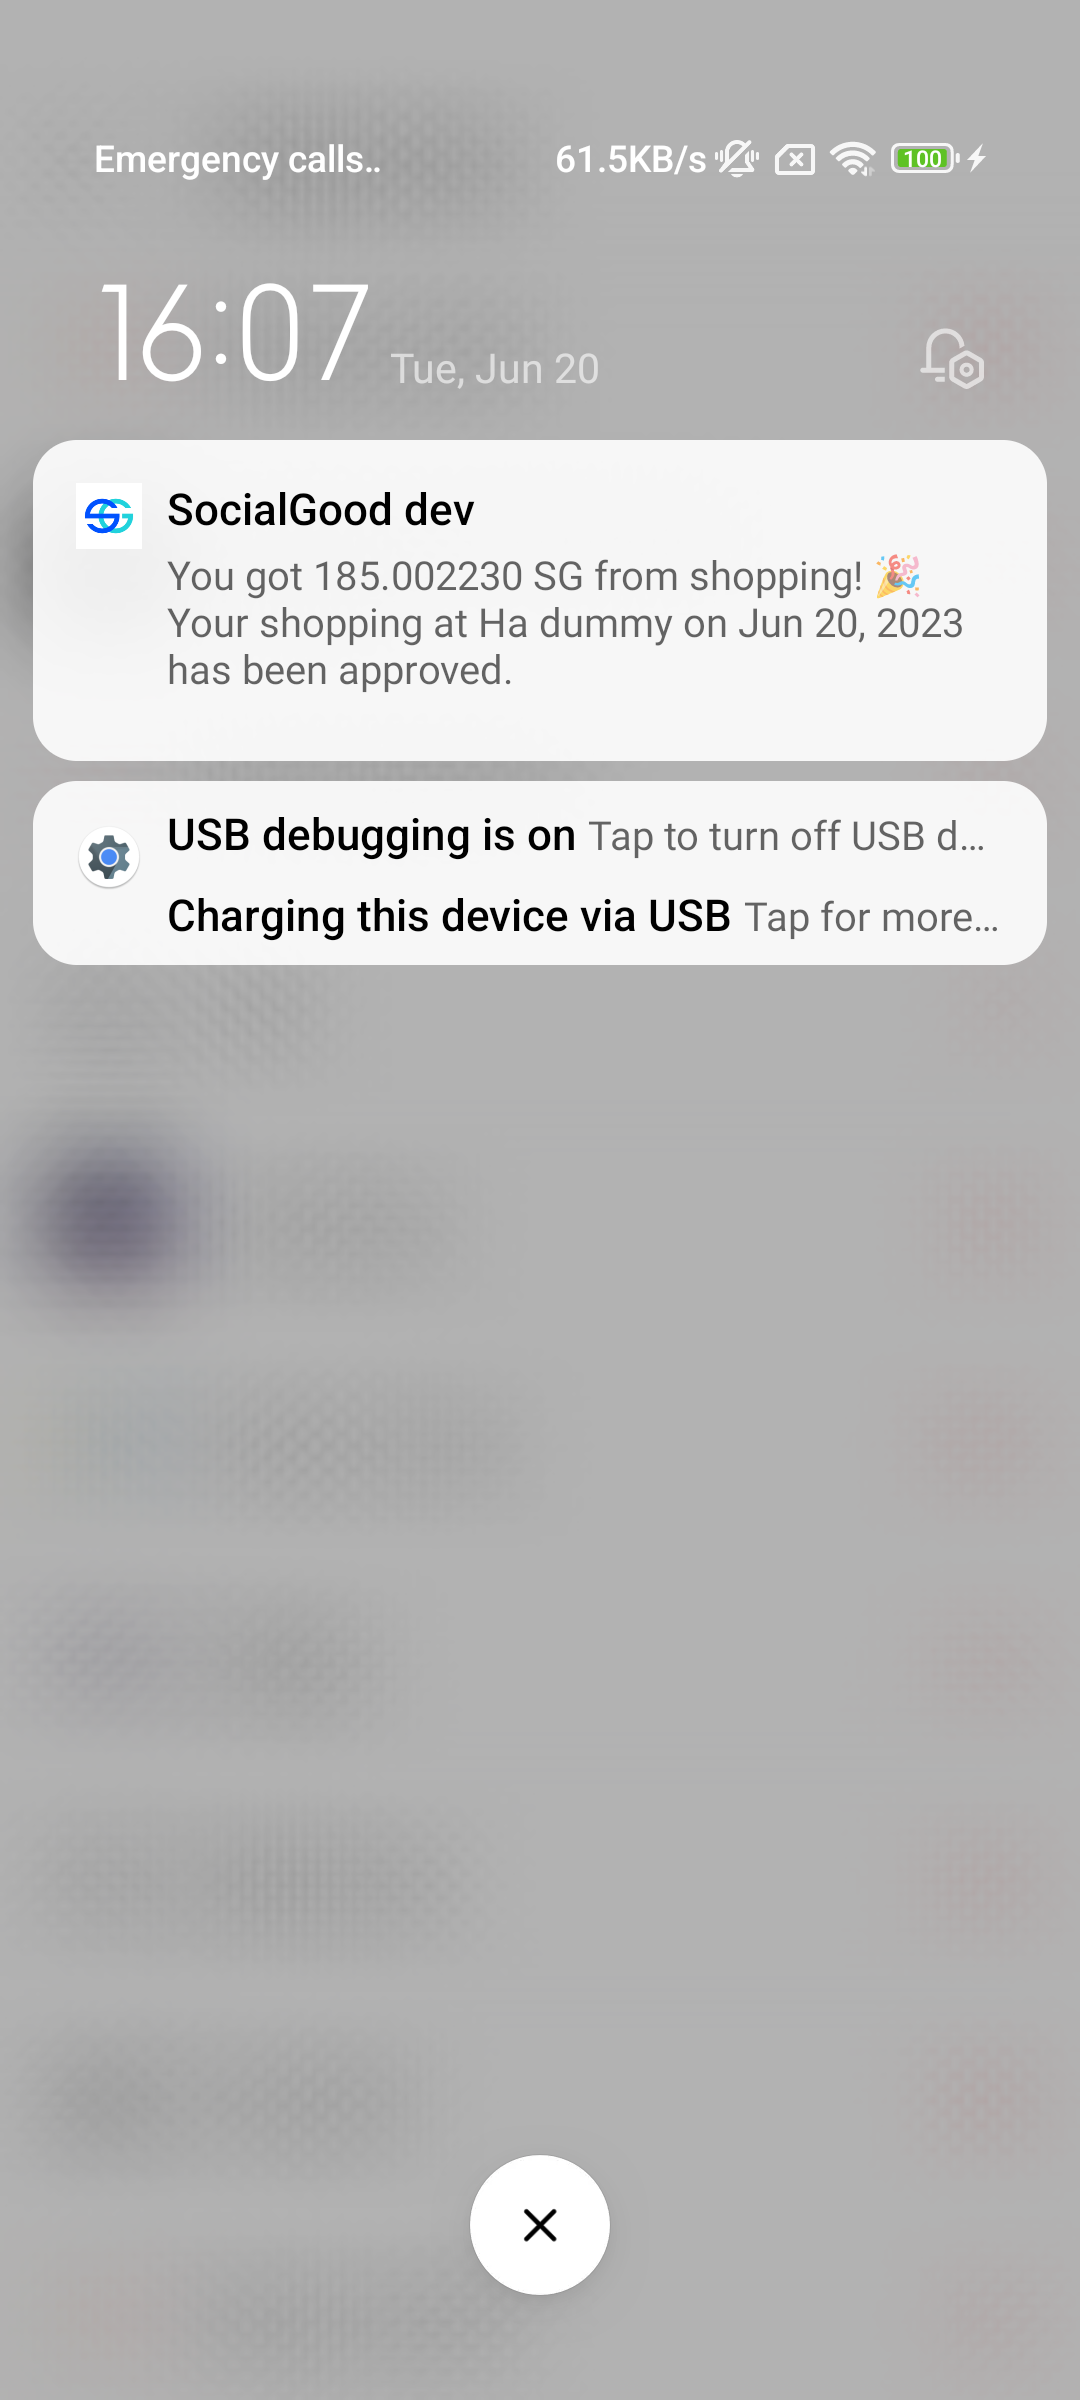 Emergency calls.. 61.5KB/s 100
16:07 Tue, Jun 20
SocialGood dev
You got 185.002230 SG from shopping! 🎉
Your shopping at Ha dummy on Jun 20, 2023
has been approved.
USB debugging is on Tap to turn off USB d...
Charging this device via USB Tap for more...